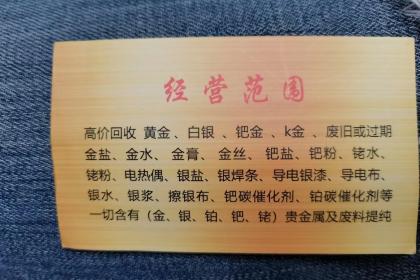 经营范围
高价回收 黄金、白银、钯金、k金、废旧或过期
金盐、金水、金膏、金丝、钯盐、钯粉、铑水、
铑粉、电热偶、银盐、银焊条、导电银漆、导电布、
银水、银浆、擦银布、钯碳催化剂、铂碳催化剂等
一切含有（金、银、铂、钯、铑）贵金属及废料提纯